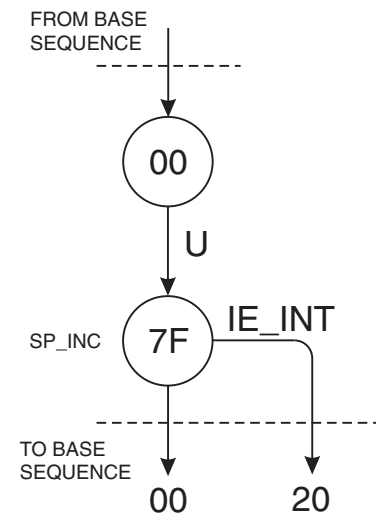 FROM BASE
SEQUENCE
00
U
IE_INT
SP_INC
7F
TO BASE
SEQUENCE
00
20